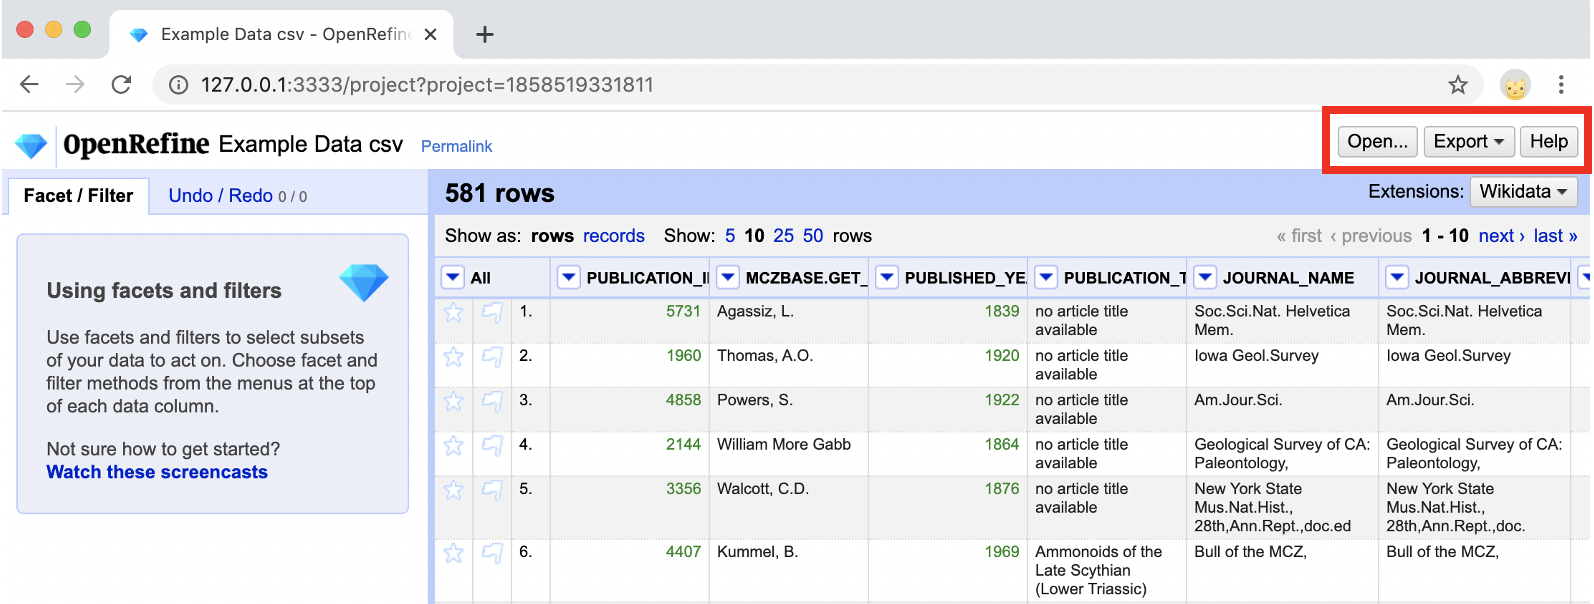 Example Data csv - OpenRefine
127.0.0.1:3333/project?project=1858519331811
OpenRefine Example Data csv Permalink
Open... Export Help
Facet / Filter Undo / Redo 0 / 0
581 rows
Extensions: Wikidata
Show as: rows records Show: 5 10 25 50 rows
« first ‹ previous 1 - 10 next › last »
Using facets and filters
Use facets and filters to select subsets
of your data to act on. Choose facet and
filter methods from the menus at the top
of each data column.
Not sure how to get started?
Watch these screencasts
All PUBLICATION_I MCZBASE.GET_ PUBLISHED_YE PUBLICATION_T JOURNAL_NAME JOURNAL_ABBREVI
1. 5731 Agassiz, L. 1839 no article title Soc.Sci.Nat. Helvetica Soc.Sci.Nat. Helvetica
available Mem. Mem.
2. 1960 Thomas, A.O. 1920 no article title Iowa Geol.Survey Iowa Geol.Survey
available
3. 4858 Powers, S. 1922 no article title Am.Jour.Sci. Am.Jour.Sci.
available
4. 2144 William More Gabb 1864 no article title Geological Survey of CA: Geological Survey of CA:
available Paleontology, Paleontology,
5. 3356 Walcott, C.D. 1876 no article title New York State New York State
available Mus.Nat.Hist., Mus.Nat.Hist.,
28th,Ann.Rept.,doc.ed 28th,Ann.Rept.,doc.
6. 4407 Kummel, B. 1969 Ammonoids of the Bull of the MCZ, Bull of the MCZ,
Late Scythian
(Lower Triassic)